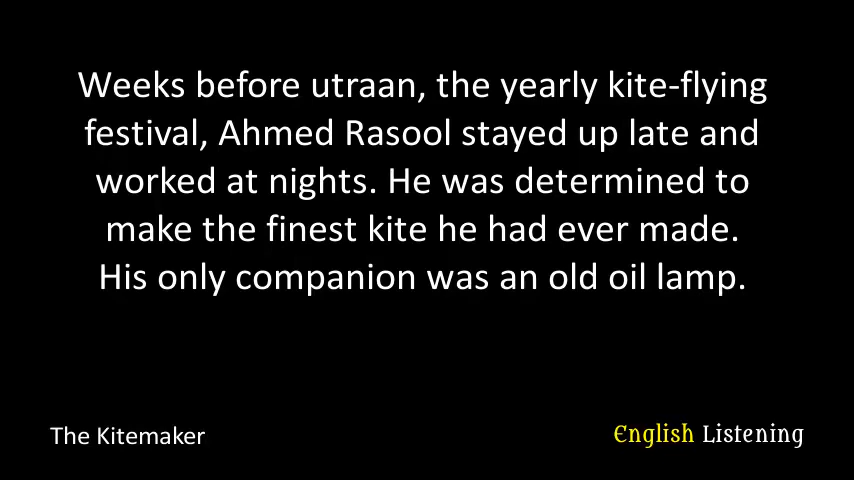 Weeks before utraan, the yearly kite-flying
festival, Ahmed Rasool stayed up late and
worked at nights. He was determined to
make the finest kite he had ever made.
His only companion was an old oil lamp.
The Kitemaker
English Listening